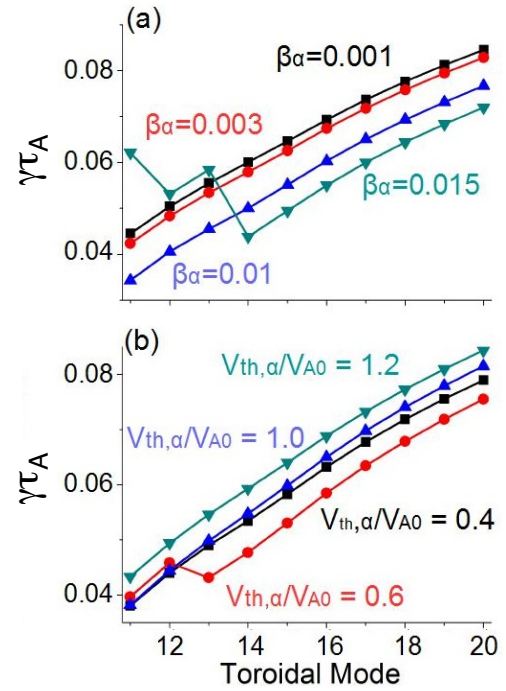 (a)
βα=0.001
0.08
βα=0.003
0.06
βα=0.015
0.04
βα=0.01
γτA
(b)
Vth,α/VA0 = 1.2
0.08
Vth,α/VA0 = 1.0
0.06
Vth,α/VA0 = 0.4
Vth,α/VA0 = 0.6
0.04
γτA
12 14 16 18 20
Toroidal Mode